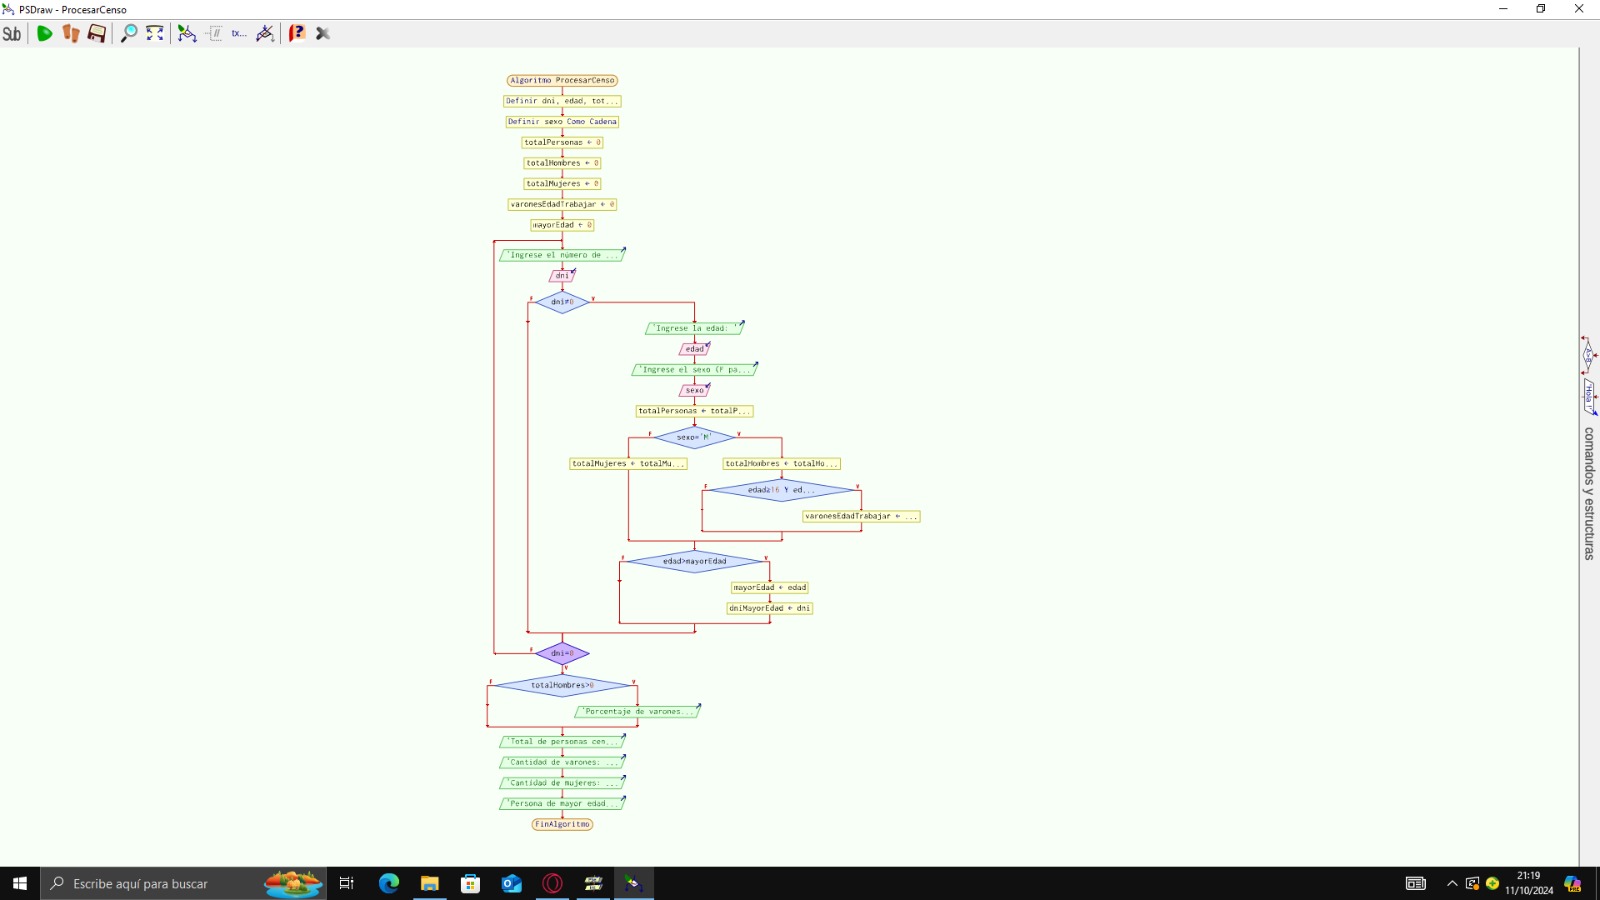 PSDraw - ProcesarCenso
Sub
tx...
Algoritmo ProcesarCenso
Definir dni, edad, tot...
Definir sexo Como Cadena
totalPersonas ← 0
totalHombres ← 0
totalMujeres ← 0
varonesEdadTrabajar ← 0
mayorEdad ← 0
'Ingrese el número de ...
dni
F dni≠0 V
'Ingrese la edad: '
edad
'Ingrese el sexo (F pa...
sexo
totalPersonas ← totalP...
F sexo='M' V
totalMujeres ← totalMu... totalHombres ← totalHo...
F edad≥16 Y ed... V
varonesEdadTrabajar ← ...
F edad>mayorEdad V
mayorEdad ← edad
dniMayorEdad ← dni
F dni=0
V
F totalHombres>0 V
'Porcentaje de varones...
'Total de personas cen...
'Cantidad de varones: ...
'Cantidad de mujeres: ...
'Persona de mayor edad...
FinAlgoritmo
comandos y estructuras
Escribe aquí para buscar
21:19
11/10/2024